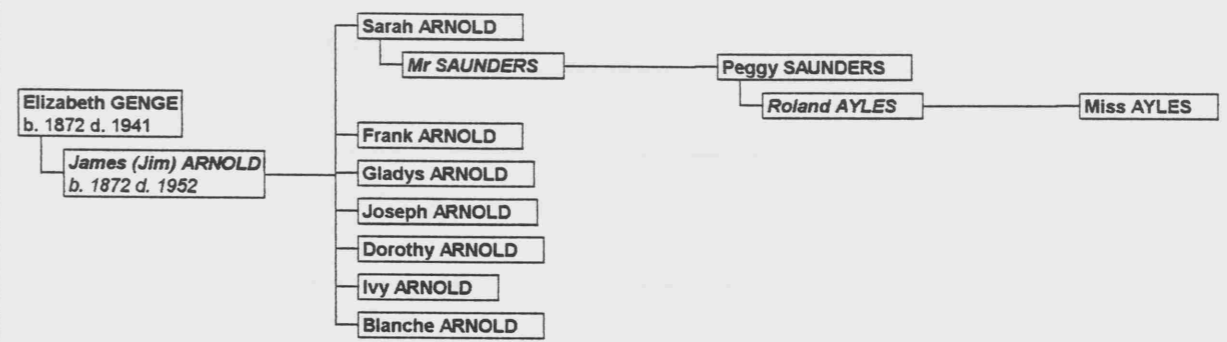 Sarah ARNOLD
Mr SAUNDERS
Peggy SAUNDERS
Roland AYLES
Miss AYLES
Elizabeth GENGE
b. 1872 d. 1941
James (Jim) ARNOLD
b. 1872 d. 1952
Frank ARNOLD
Gladys ARNOLD
Joseph ARNOLD
Dorothy ARNOLD
Ivy ARNOLD
Blanche ARNOLD